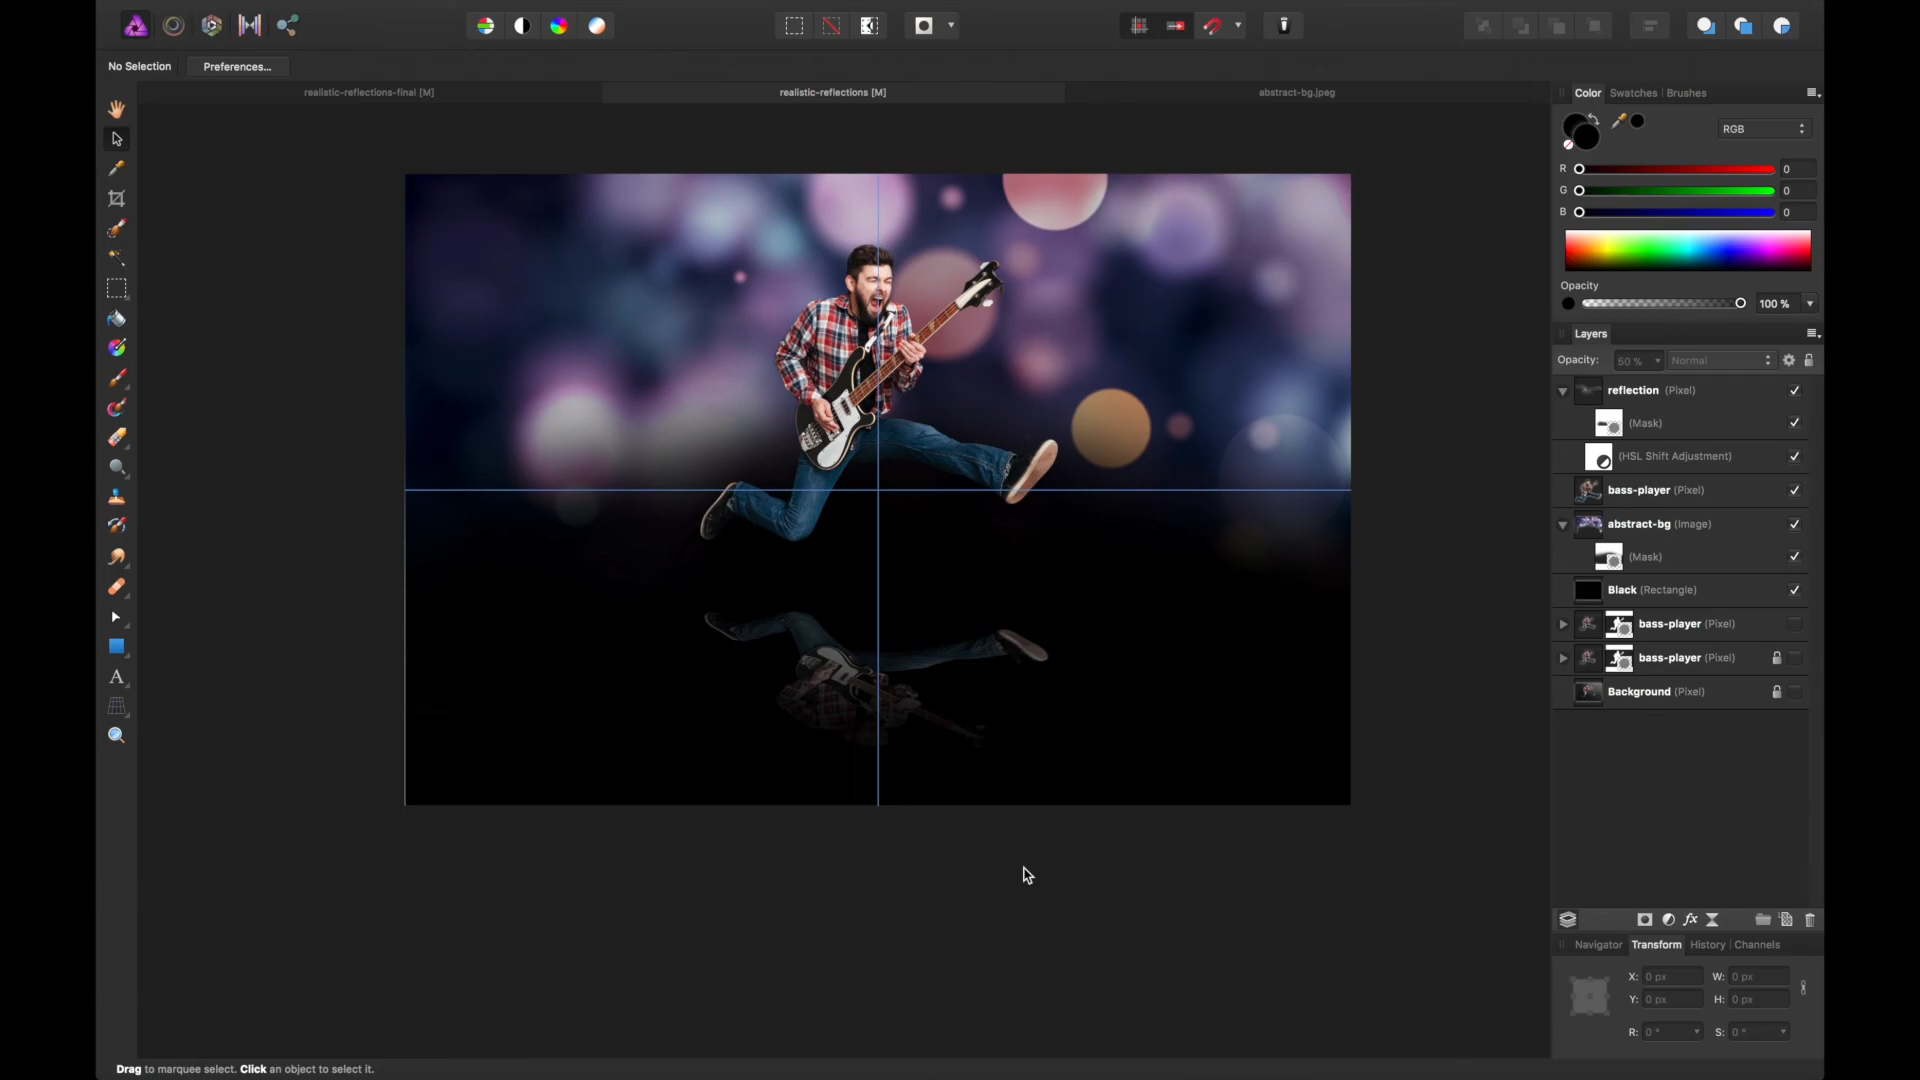 No Selection
Preferences...
realistic-reflections-final [M]
realistic-reflections [M]
abstract-bg.jpeg
Color
Swatches
Brushes
RGB
R
0
G
0
B
0
Opacity
100 %
Layers
Opacity:
50 %
Normal
reflection (Pixel)
(Mask)
(HSL Shift Adjustment)
bass-player (Pixel)
abstract-bg (Image)
(Mask)
Black (Rectangle)
bass-player (Pixel)
bass-player (Pixel)
Background (Pixel)
fx
Navigator
Transform
History
Channels
X: 0 px
W: 0 px
Y: 0 px
H: 0 px
R: 0 °
S: 0 °
A
Drag to marquee select. Click an object to select it.